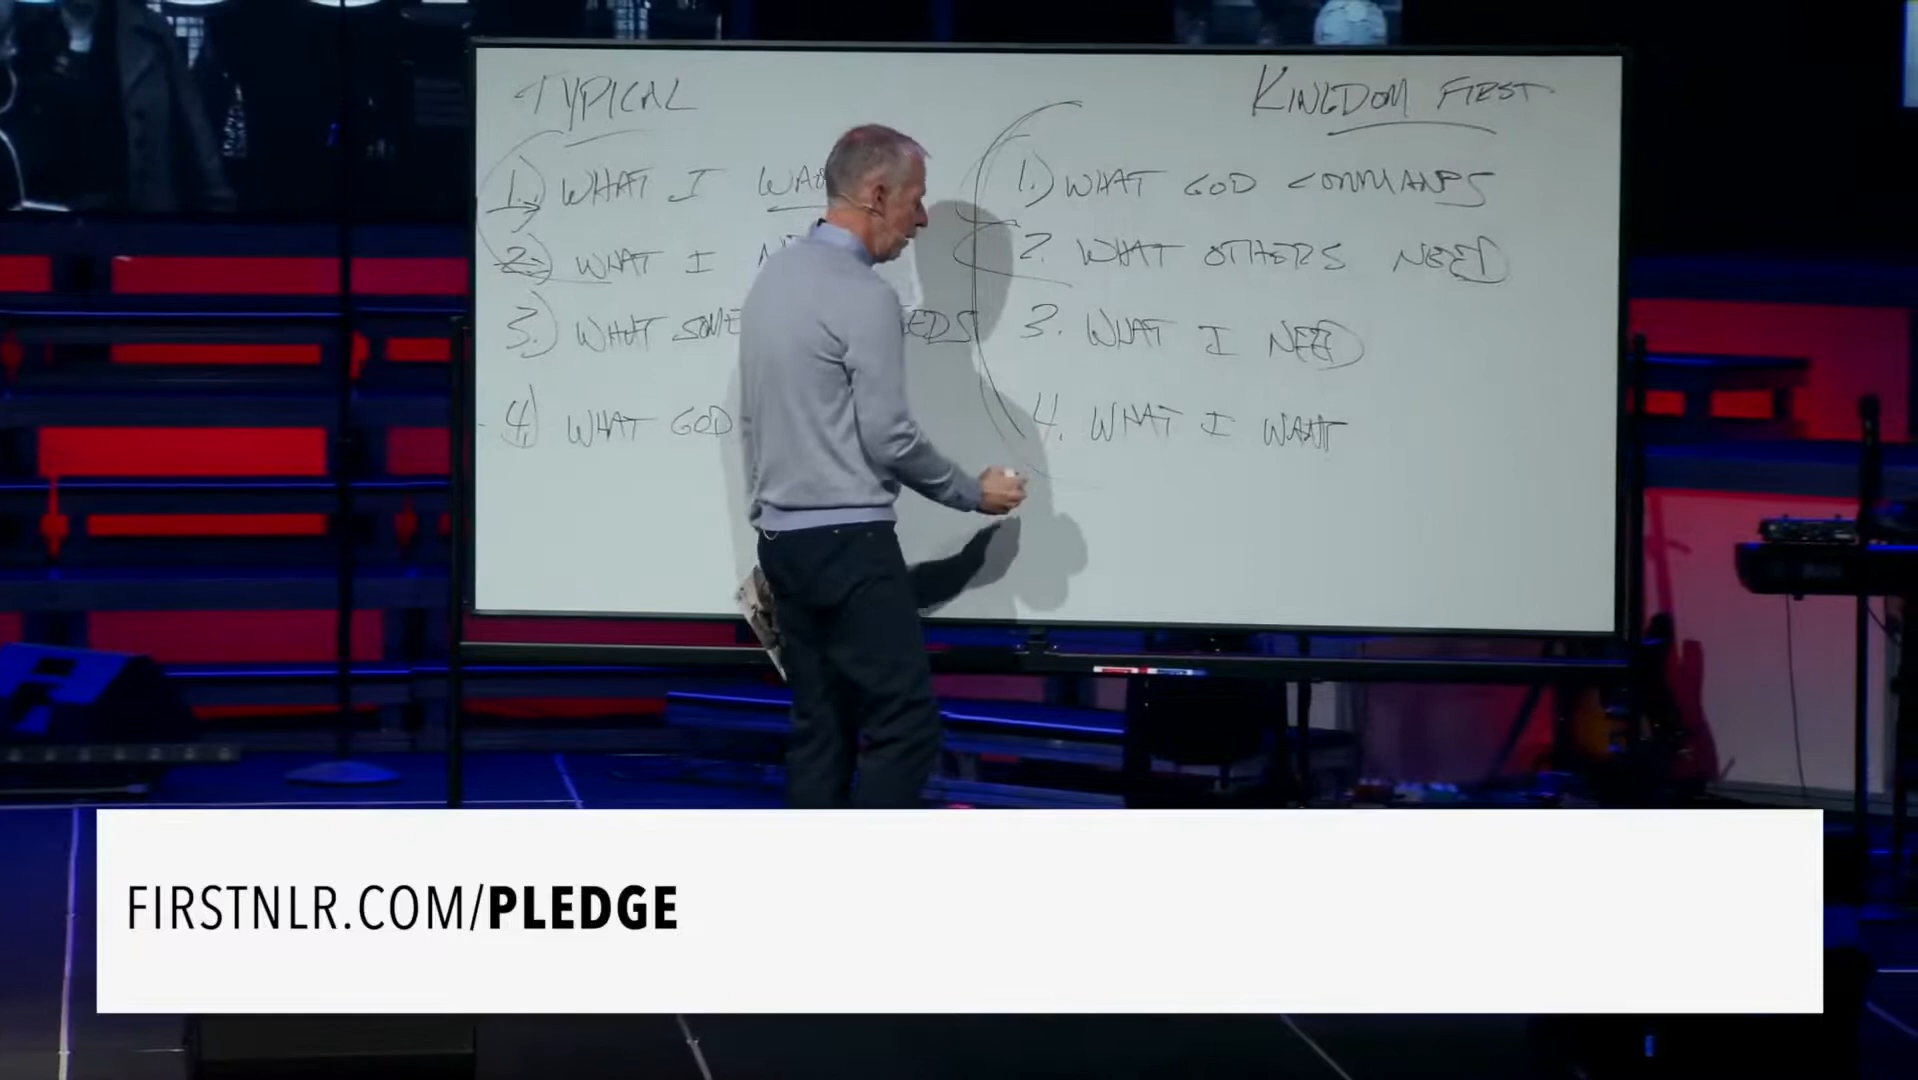 TYPICAL
1.) WHAT I
2.) WHAT I
3.) WHAT
4.) WHAT GOD
KINGDOM FIRST
1.) WHAT GOD COMMANDS
2. WHAT OTHERS NEED
3. WHAT I NEED
4. WHAT I WANT
FIRSTNLR.COM/PLEDGE